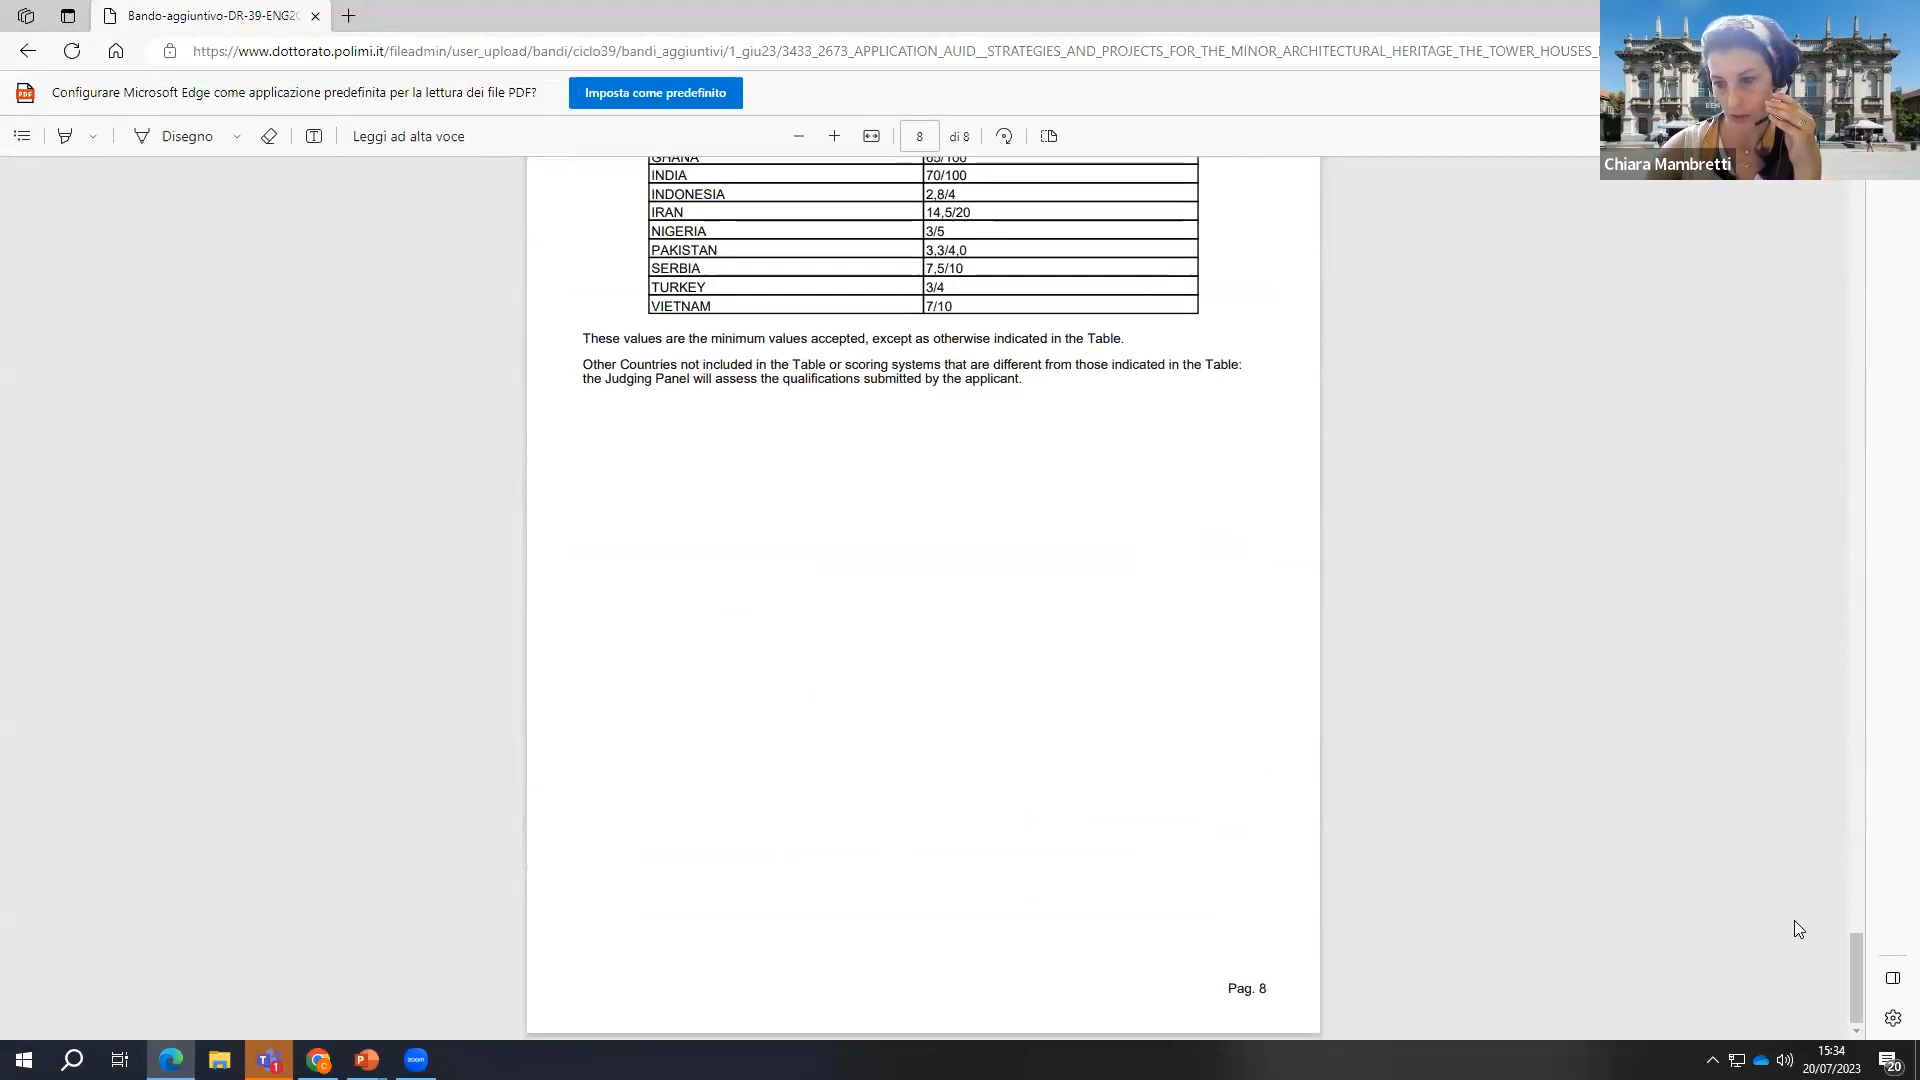 Bando-aggiuntivo-DR-39-ENG2
https://www.dottorato.polimi.it/fileadmin/user_upload/bandi/ciclo39/bandi_aggiuntivi/1_giu23/3433_2673_APPLICATION_AUID__STRATEGIES_AND_PROJECTS_FOR_THE_MINOR_ARCHITECTURAL_HERITAGE_THE_TOWER_HOUSES_
Configurare Microsoft Edge come applicazione predefinita per la lettura dei file PDF?
Imposta come predefinito
Disegno
Leggi ad alta voce
8 di 8
Chiara Mambretti
GHANA 65/100
INDIA 70/100
INDONESIA 2,8/4
IRAN 14,5/20
NIGERIA 3/5
PAKISTAN 3,3/4,0
SERBIA 7,5/10
TURKEY 3/4
VIETNAM 7/10
These values are the minimum values accepted, except as otherwise indicated in the Table.
Other Countries not included in the Table or scoring systems that are different from those indicated in the Table:
the Judging Panel will assess the qualifications submitted by the applicant.
Pag. 8
zoom
15:34
20/07/2023
20